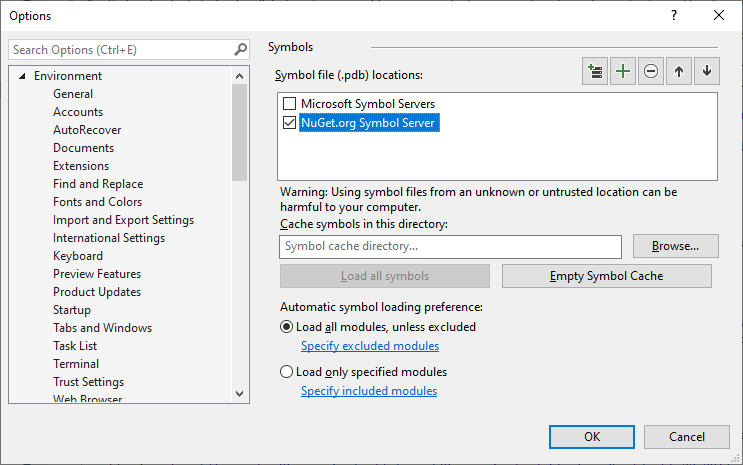 Options
Search Options (Ctrl+E)
Environment
General
Accounts
AutoRecover
Documents
Extensions
Find and Replace
Fonts and Colors
Import and Export Settings
International Settings
Keyboard
Preview Features
Product Updates
Startup
Tabs and Windows
Task List
Terminal
Trust Settings
Web Browser
Symbols
Symbol file (.pdb) locations:
Microsoft Symbol Servers
NuGet.org Symbol Server
Warning: Using symbol files from an unknown or untrusted location can be
harmful to your computer.
Cache symbols in this directory:
Symbol cache directory...
Browse...
Load all symbols
Empty Symbol Cache
Automatic symbol loading preference:
Load all modules, unless excluded
Specify excluded modules
Load only specified modules
Specify included modules
OK
Cancel